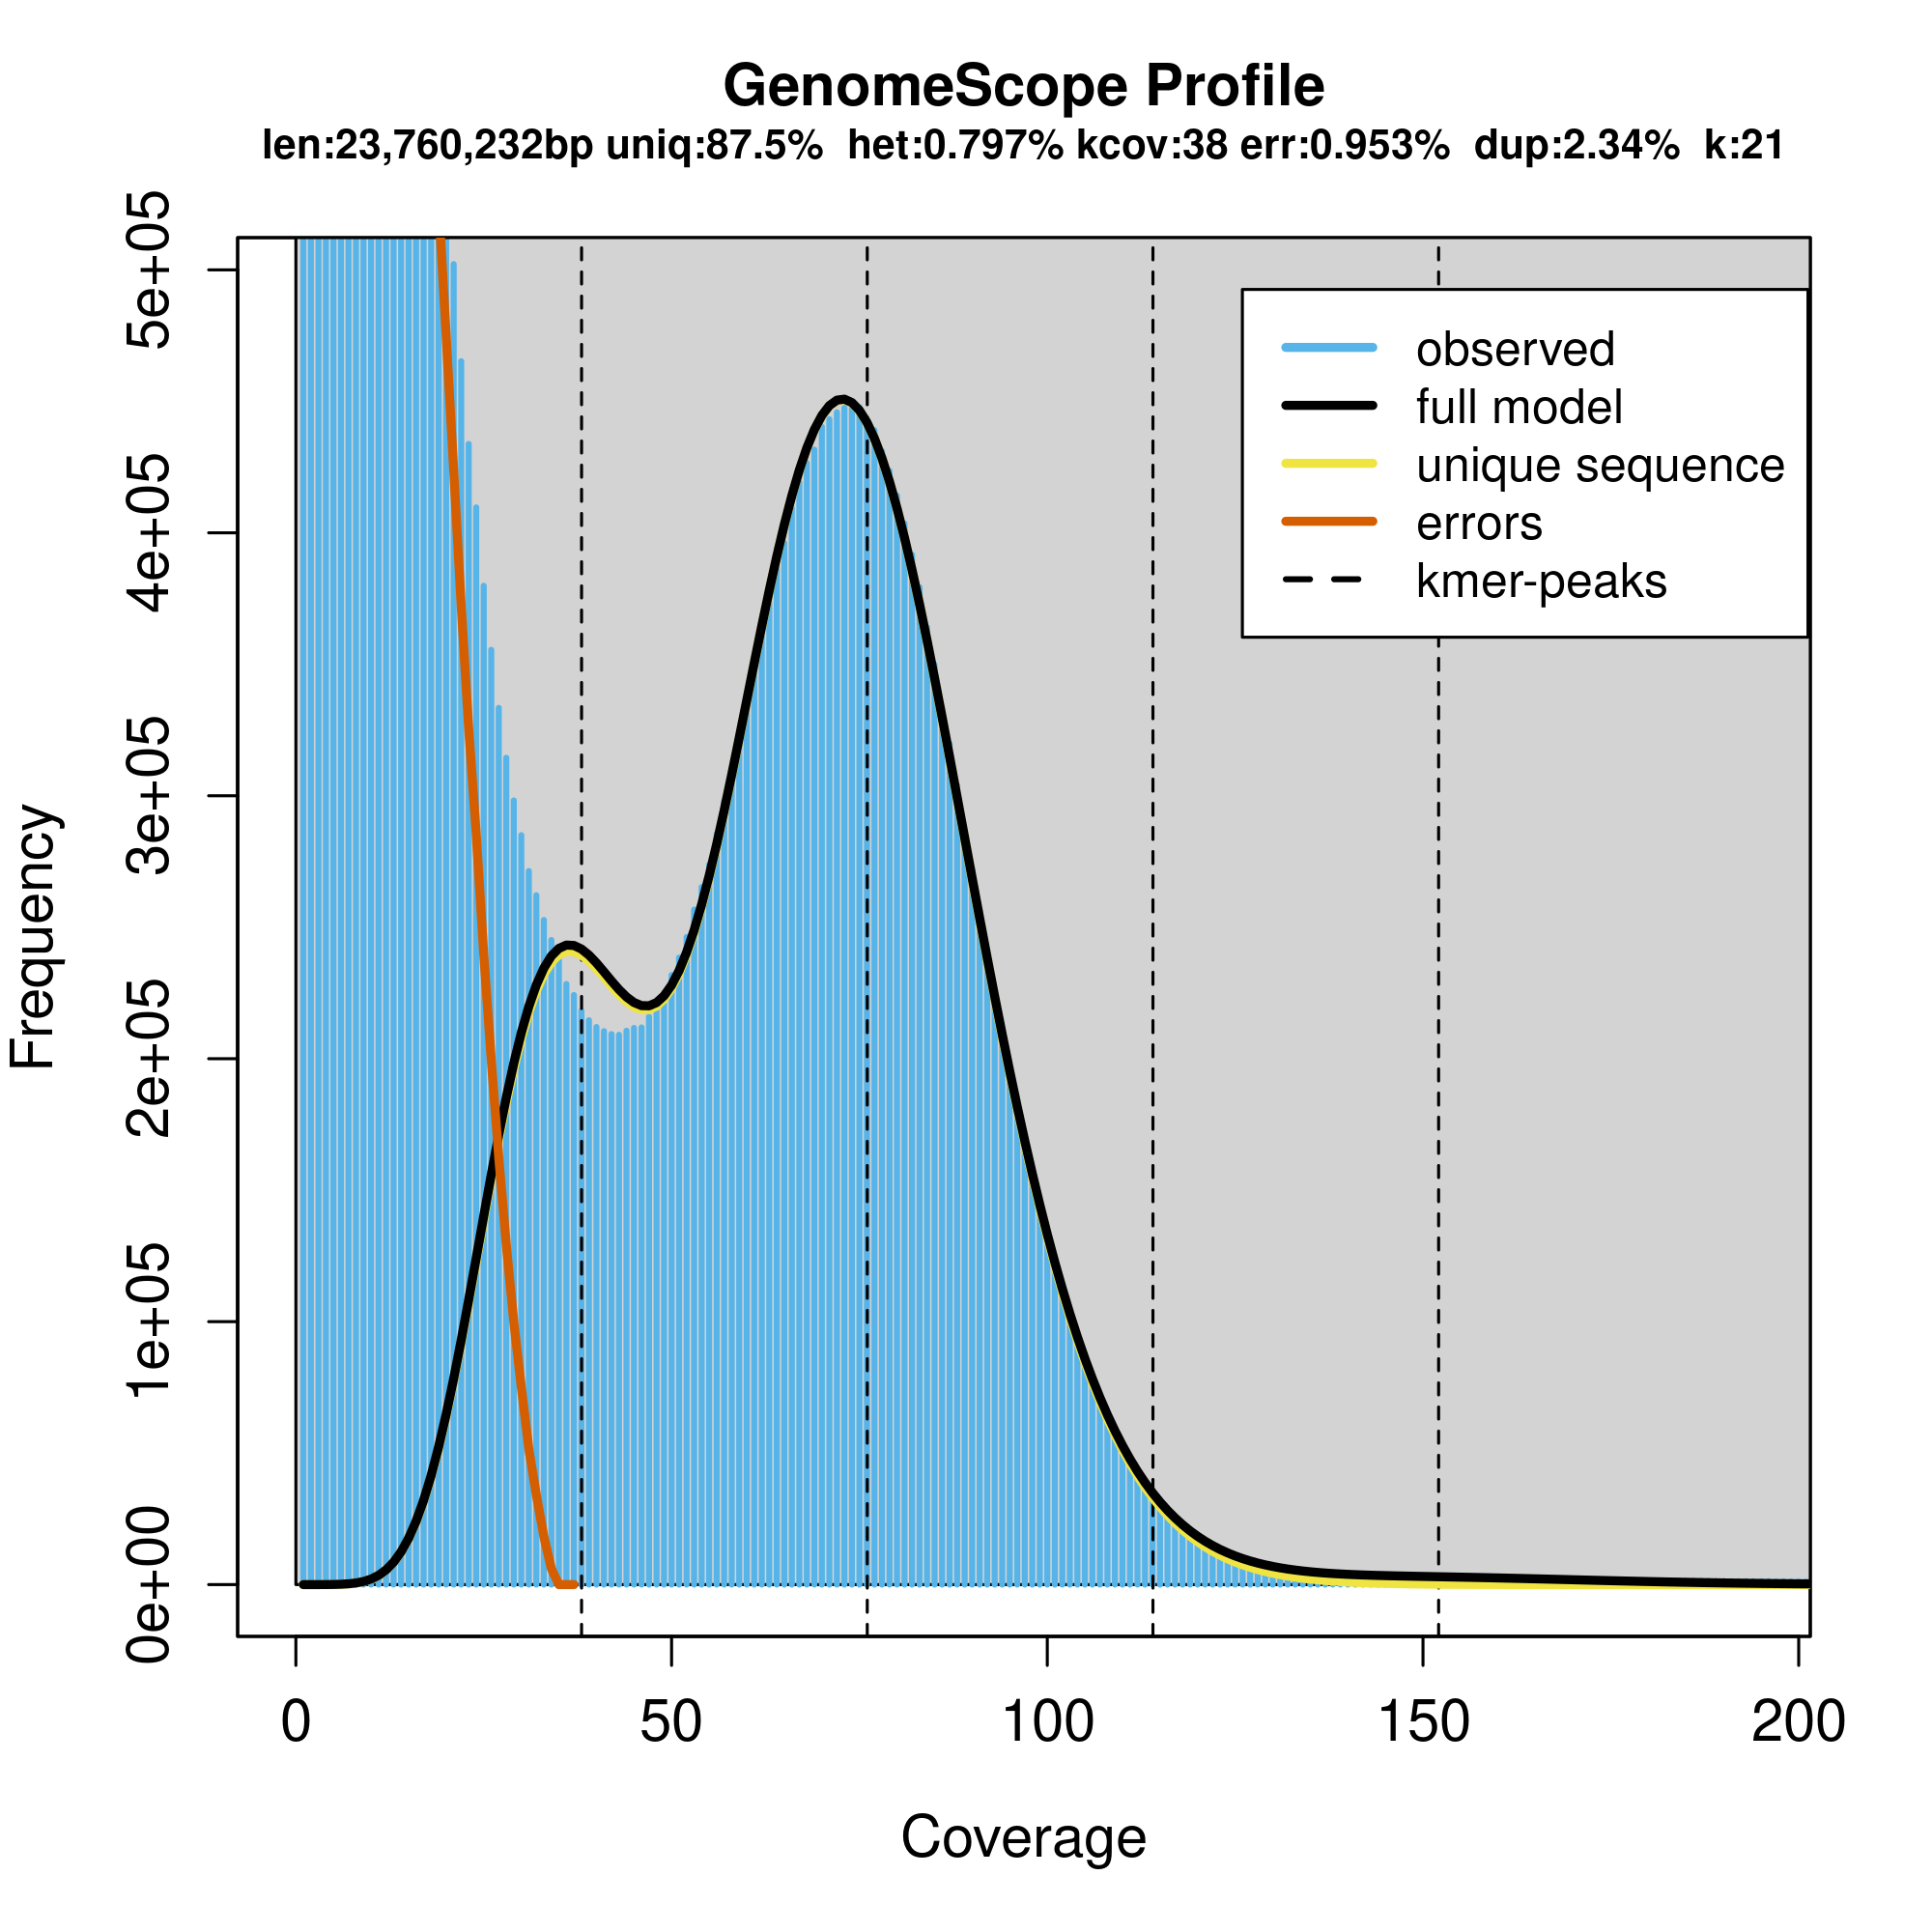 GenomeScope Profile
len:23,760,232bp uniq:87.5% het:0.797% kcov:38 err:0.953% dup:2.34% k:21
observed
full model
unique sequence
errors
kmer-peaks
Frequency
5e+05
4e+05
3e+05
2e+05
1e+05
0e+00
0 50 100 150 200
Coverage